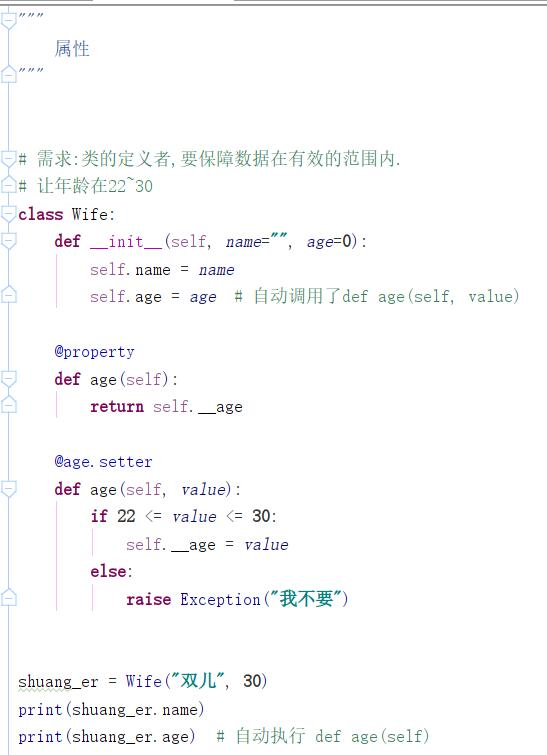 """
    属性
"""
# 需求:类的定义者,要保障数据在有效的范围内.
# 让年龄在22~30
class Wife:
    def __init__(self, name="", age=0):
        self.name = name
        self.age = age  # 自动调用了def age(self, value)
    @property
    def age(self):
        return self.__age
    @age.setter
    def age(self, value):
        if 22 <= value <= 30:
            self.__age = value
        else:
            raise Exception("我不要")
shuang_er = Wife("双儿", 30)
print(shuang_er.name)
print(shuang_er.age)  # 自动执行 def age(self)